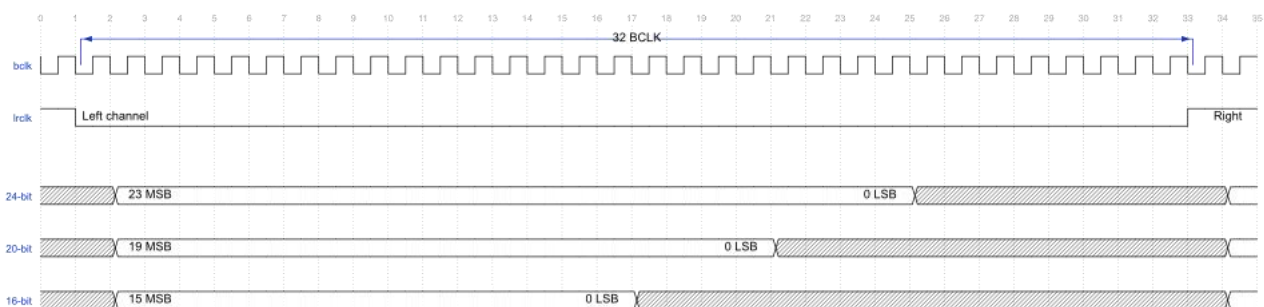 0 1 2 3 4 5 6 7 8 9 10 11 12 13 14 15 16 17 18 19 20 21 22 23 24 25 26 27 28 29 30 31 32 33 34 35
32 BCLK
bclk
lrclk Left channel Right
24-bit 23 MSB 0 LSB
20-bit 19 MSB 0 LSB
16-bit 15 MSB 0 LSB